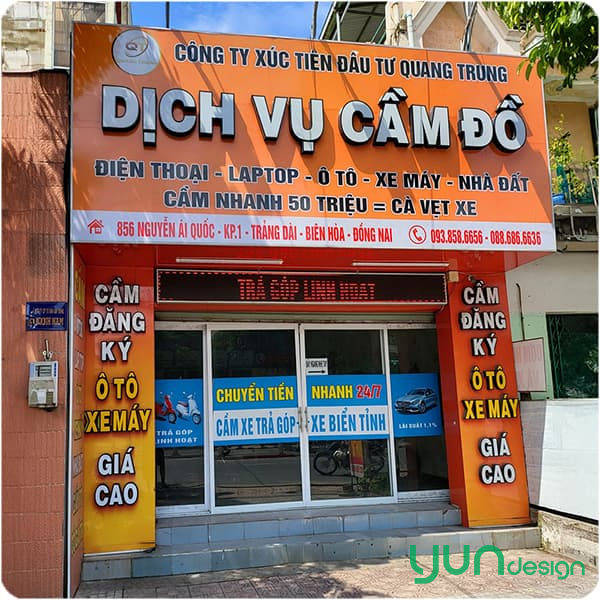 CÔNG TY XÚC TIẾN ĐẦU TƯ QUANG TRUNG
DỊCH VỤ CẦM ĐỒ
ĐIỆN THOẠI - LAPTOP - Ô TÔ - XE MÁY - NHÀ ĐẤT
CẦM NHANH 50 TRIỆU = CÀ VẸT XE
856 NGUYỄN ÁI QUỐC - KP.1 - TRẢNG DÀI - BIÊN HÒA - ĐỒNG NAI
093.858.6656 - 088.686.6636
TRẢ GÓP LINH HOẠT
CẦM
ĐĂNG
KÝ
Ô TÔ
XE MÁY
GIÁ
CAO
CHUYỂN TIỀN NHANH 24/7
CẦM XE TRẢ GÓP - XE BIỂN TỈNH
TRẢ GÓP
LINH HOẠT
LÃI SUẤT 1,1%
CẦM
ĐĂNG
KÝ
Ô TÔ
XE MÁY
GIÁ
CAO
yundesign